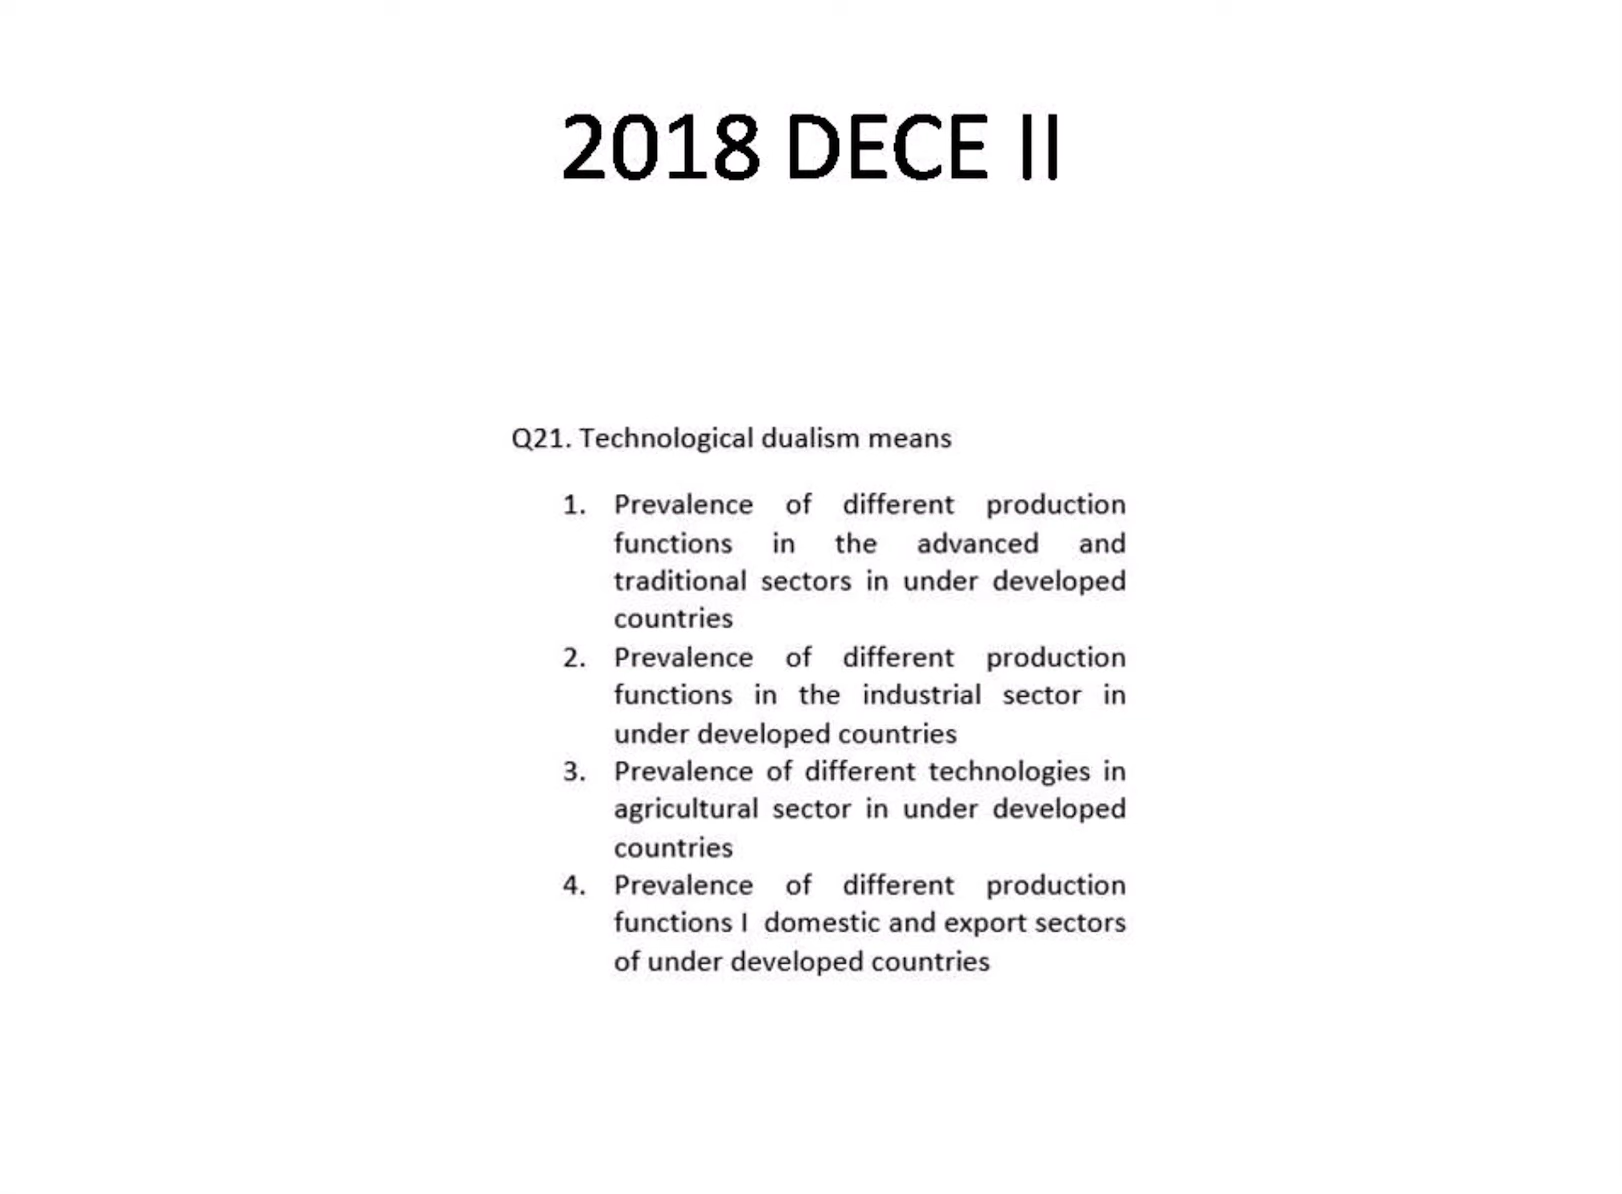 2018 DECE II
Q21. Technological dualism means
1. Prevalence of different production
functions in the advanced and
traditional sectors in under developed
countries
2. Prevalence of different production
functions in the industrial sector in
under developed countries
3. Prevalence of different technologies in
agricultural sector in under developed
countries
4. Prevalence of different production
functions I domestic and export sectors
of under developed countries